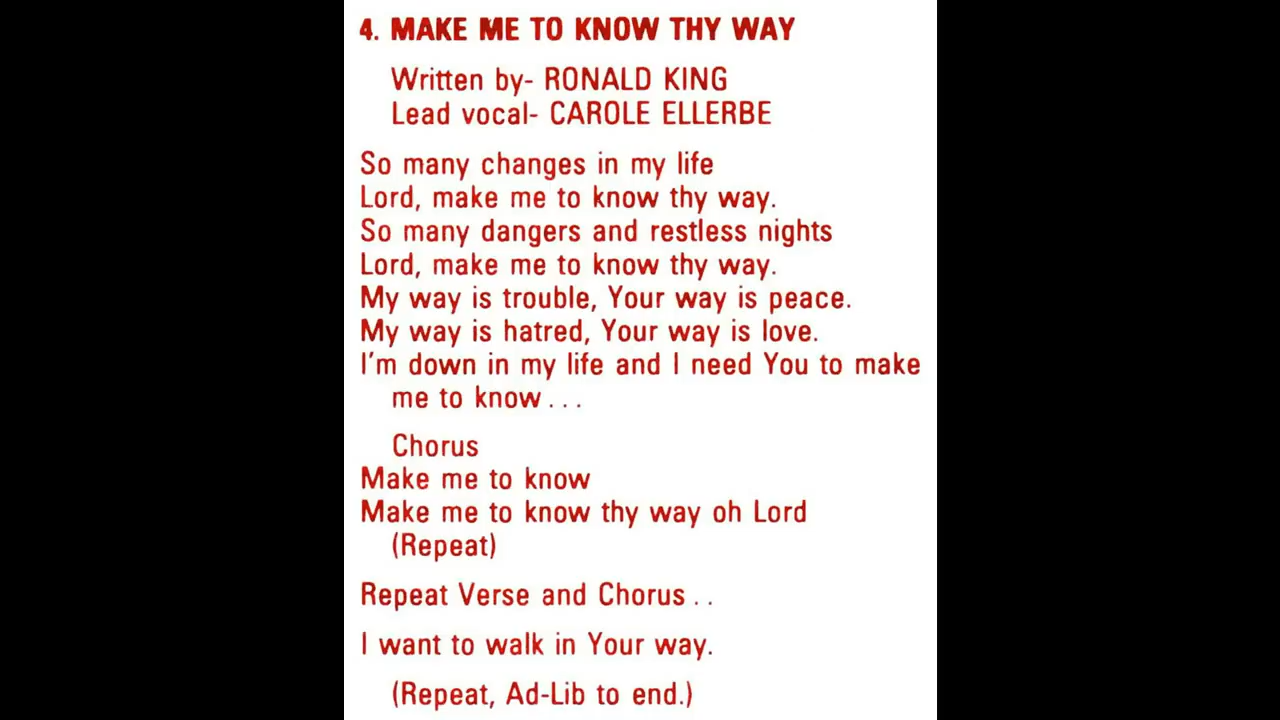 4. MAKE ME TO KNOW THY WAY
Written by- RONALD KING
Lead vocal- CAROLE ELLERBE
So many changes in my life
Lord, make me to know thy way.
So many dangers and restless nights
Lord, make me to know thy way.
My way is trouble, Your way is peace.
My way is hatred, Your way is love.
I'm down in my life and I need You to make
me to know...
Chorus
Make me to know
Make me to know thy way oh Lord
(Repeat)
Repeat Verse and Chorus..
I want to walk in Your way.
(Repeat, Ad-Lib to end.)